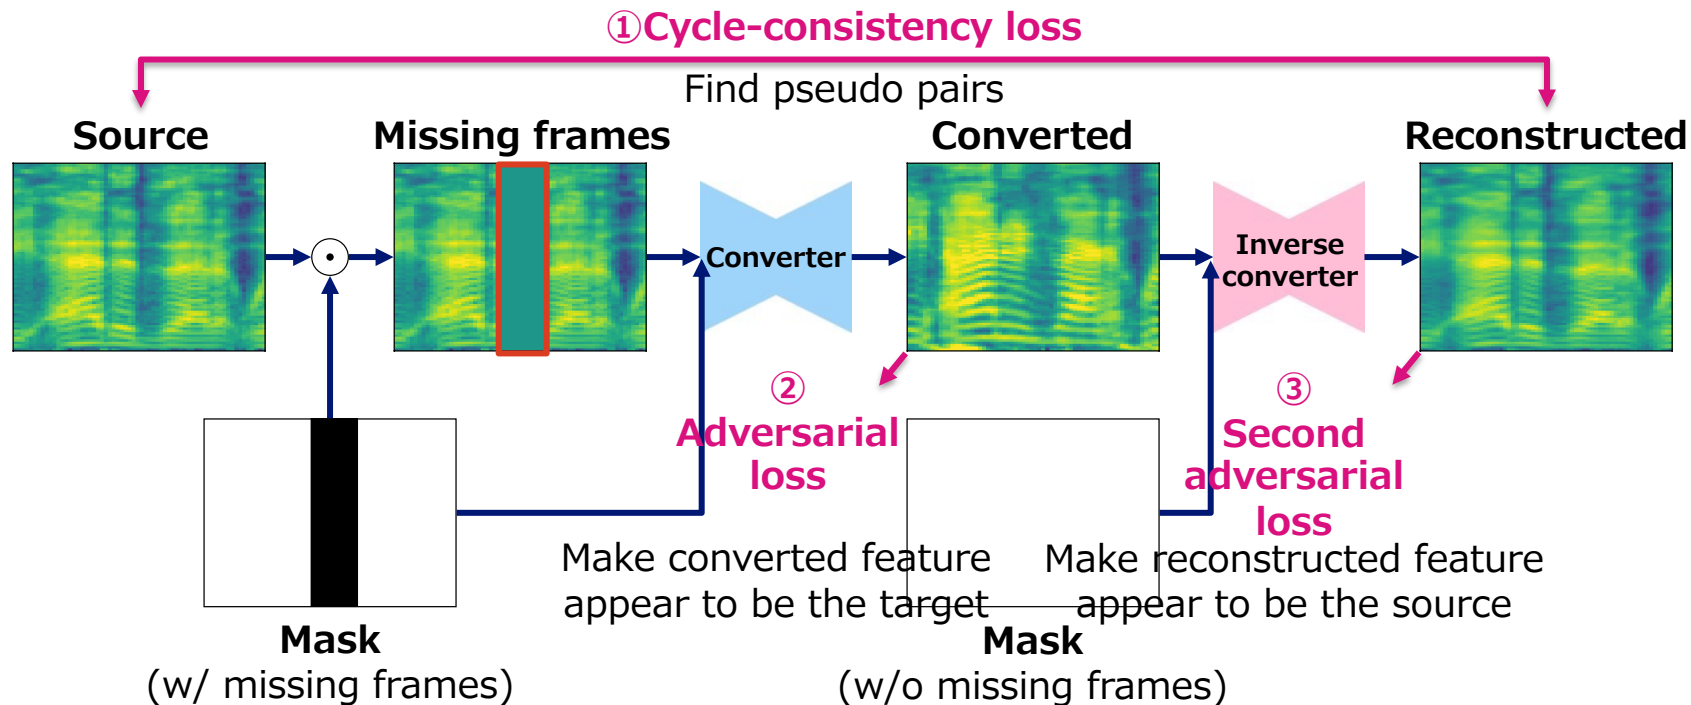 ①Cycle-consistency loss
Find pseudo pairs
Source
Missing frames
Converted
Reconstructed
Converter
Inverse
converter
②
Adversarial
loss
③
Second
adversarial
loss
Make converted feature
appear to be the target
Make reconstructed feature
appear to be the source
Mask
(w/ missing frames)
Mask
(w/o missing frames)